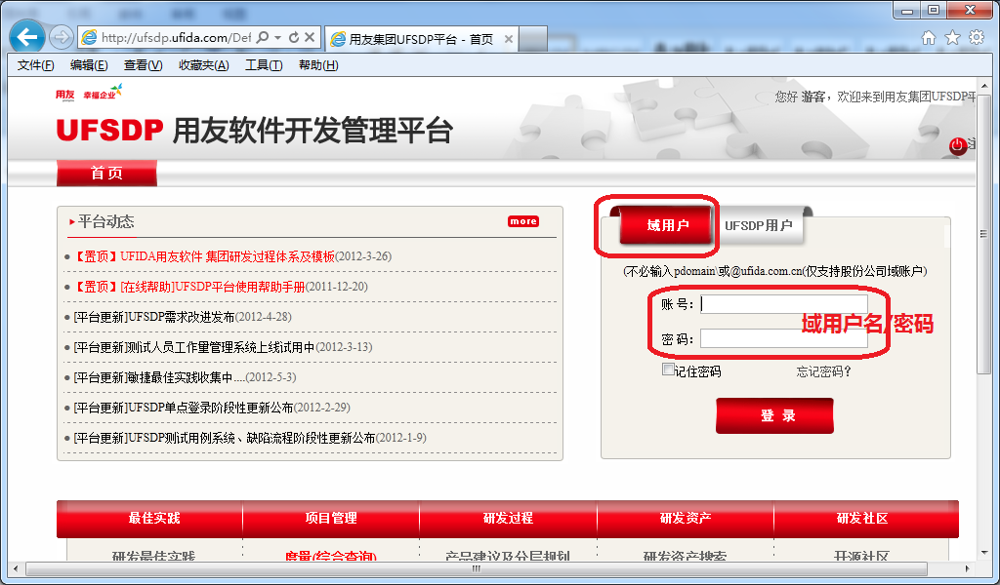 http://ufsdp.ufida.com/Def
用友集团UFSDP平台 - 首页
文件(F) 编辑(E) 查看(V) 收藏夹(A) 工具(T) 帮助(H)
用友 幸福企业
您好 游客，欢迎来到用友集团UFSDP平
UFSDP 用友软件开发管理平台
首页
平台动态
more
【置顶】UFIDA用友软件 集团研发过程体系及模板(2012-3-26)
【置顶】[在线帮助]UFSDP平台使用帮助手册(2011-12-20)
[平台更新]UFSDP需求改进发布(2012-4-28)
[平台更新]测试人员工作量管理系统上线试用中(2012-3-13)
[平台更新]敏捷最佳实践收集中....(2012-5-3)
[平台更新]UFSDP单点登录阶段性更新公布(2012-2-29)
[平台更新]UFSDP测试用例系统、缺陷流程阶段性更新公布(2012-1-9)
域用户 UFSDP用户
(不必输入pdomain\或@ufida.com.cn(仅支持股份公司域账户)
账 号：
域用户名/密码
密 码：
记住密码 忘记密码?
登 录
最佳实践 项目管理 研发过程 研发资产 研发社区
研发最佳实践 度量(综合查询) 产品建议及分层规划 研发资产搜索 开源社区